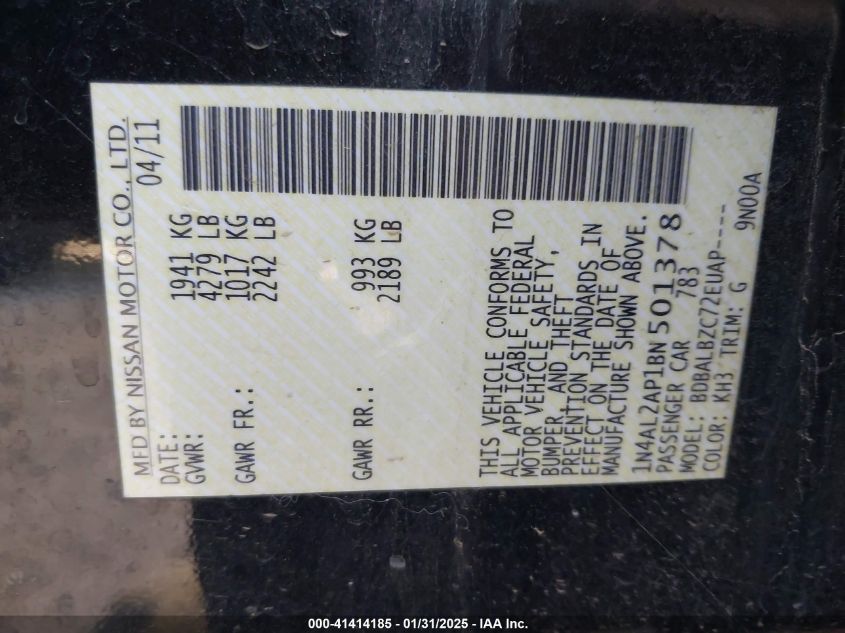 MFD BY NISSAN MOTOR CO., LTD.
DATE: 04/11
GVWR: 1941 KG
4279 LB
GAWR FR.: 1017 KG
2242 LB
GAWR RR.: 993 KG
2189 LB
THIS VEHICLE CONFORMS TO
ALL APPLICABLE FEDERAL
MOTOR VEHICLE SAFETY,
BUMPER, AND THEFT
PREVENTION STANDARDS IN
EFFECT ON THE DATE OF
MANUFACTURE SHOWN ABOVE.
1N4AL2AP1BN501378
PASSENGER CAR 783
MODEL: BDBALBZC72EUAP----
COLOR: KH3 TRIM: G 9N00A
000-41414185 - 01/31/2025 - IAA Inc.